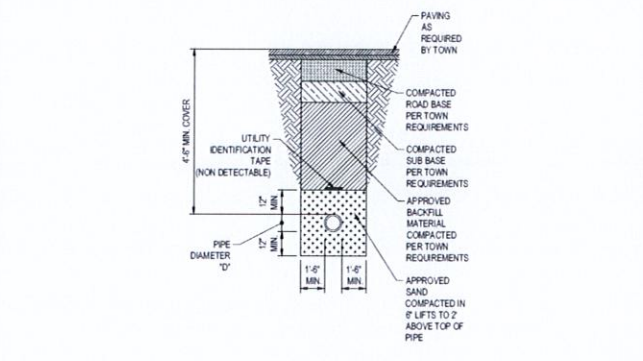 PAVING
AS
REQUIRED
BY TOWN
COMPACTED
ROAD BASE
PER TOWN
REQUIREMENTS
4'-6" MIN. COVER
UTILITY
IDENTIFICATION
TAPE
(NON DETECTABLE)
COMPACTED
SUB BASE
PER TOWN
REQUIREMENTS
12"
MIN.
APPROVED
BACKFILL
MATERIAL
COMPACTED
PER TOWN
REQUIREMENTS
PIPE
DIAMETER
"D"
12"
MIN.
1'-6"
MIN.
1'-6"
MIN.
APPROVED
SAND
COMPACTED IN
6" LIFTS TO 2'
ABOVE TOP OF
PIPE